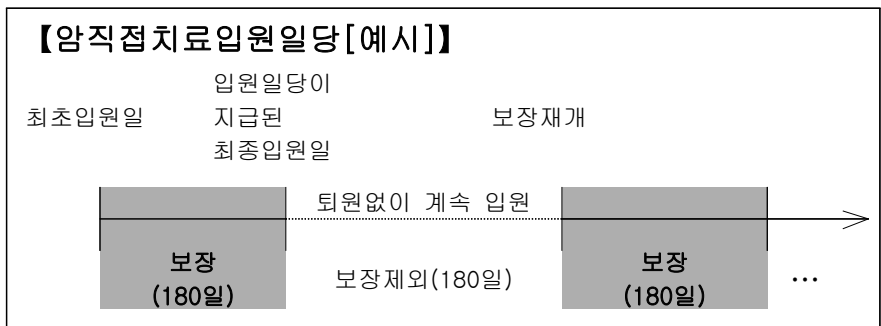 【암직접치료입원일당[예시]】
입원일당이
최초입원일 지급된 보장재개
최종입원일
퇴원없이 계속 입원
보장 보장제외(180일) 보장 …
(180일) (180일)